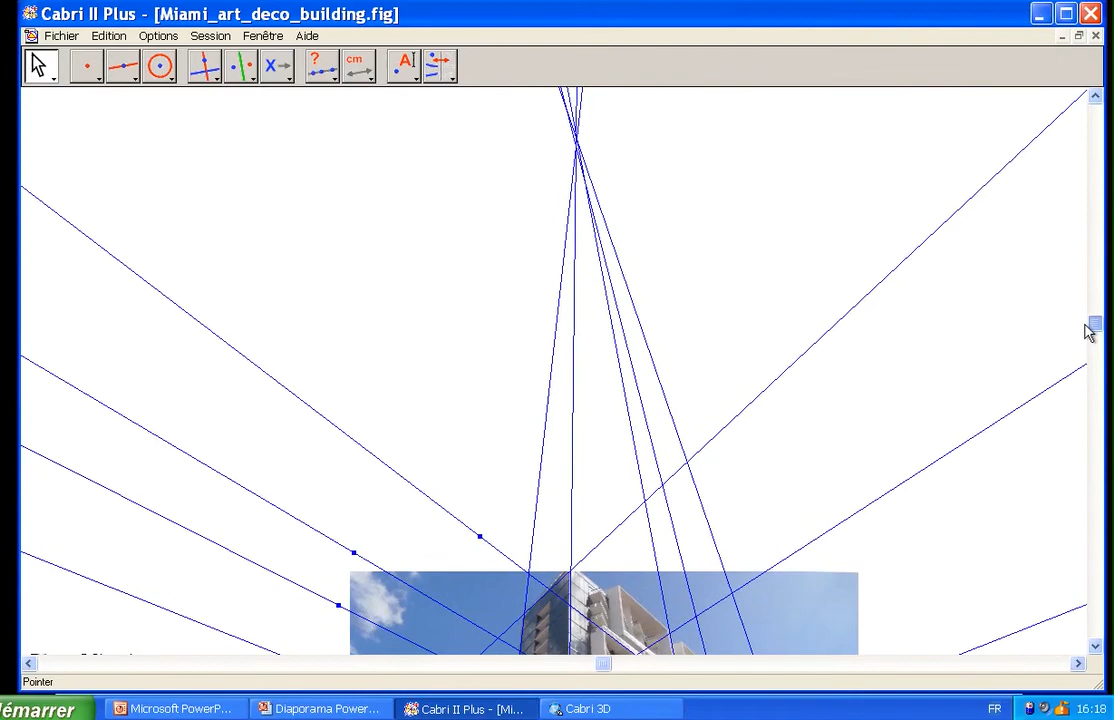 Cabri II Plus - [Miami_art_deco_building.fig]
Fichier Edition Options Session Fenêtre Aide
? cm A
X
Pointer
démarrer Microsoft PowerP... Diaporama Power... Cabri II Plus - [Mi... Cabri 3D FR 16:18